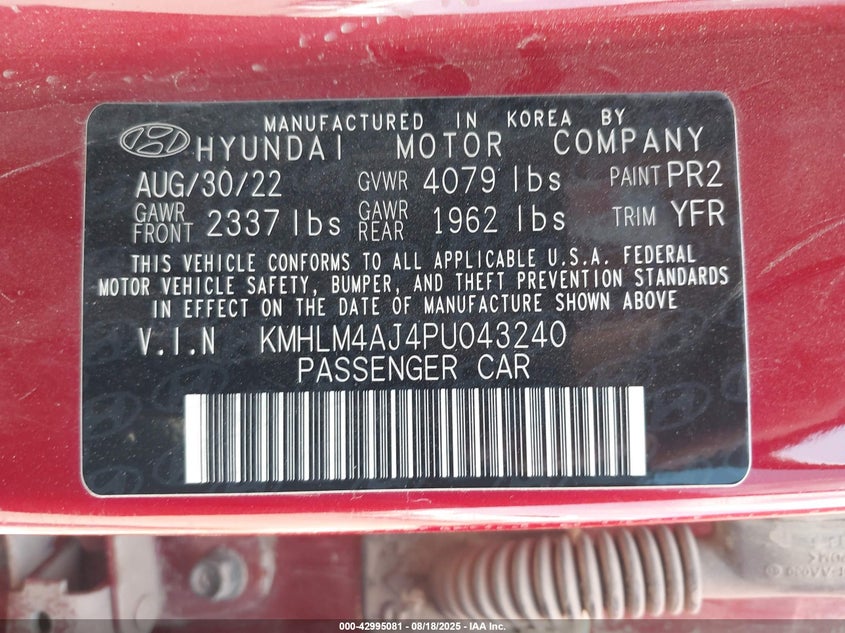 MANUFACTURED IN KOREA BY
HYUNDAI MOTOR COMPANY
AUG/30/22 GVWR 4079 lbs PAINT PR2
GAWR FRONT 2337 lbs GAWR REAR 1962 lbs TRIM YFR
THIS VEHICLE CONFORMS TO ALL APPLICABLE U.S.A. FEDERAL
MOTOR VEHICLE SAFETY, BUMPER, AND THEFT PREVENTION STANDARDS
IN EFFECT ON THE DATE OF MANUFACTURE SHOWN ABOVE
V.I.N KMHLM4AJ4PU043240
PASSENGER CAR
000-42995081 - 08/18/2025 - IAA Inc.